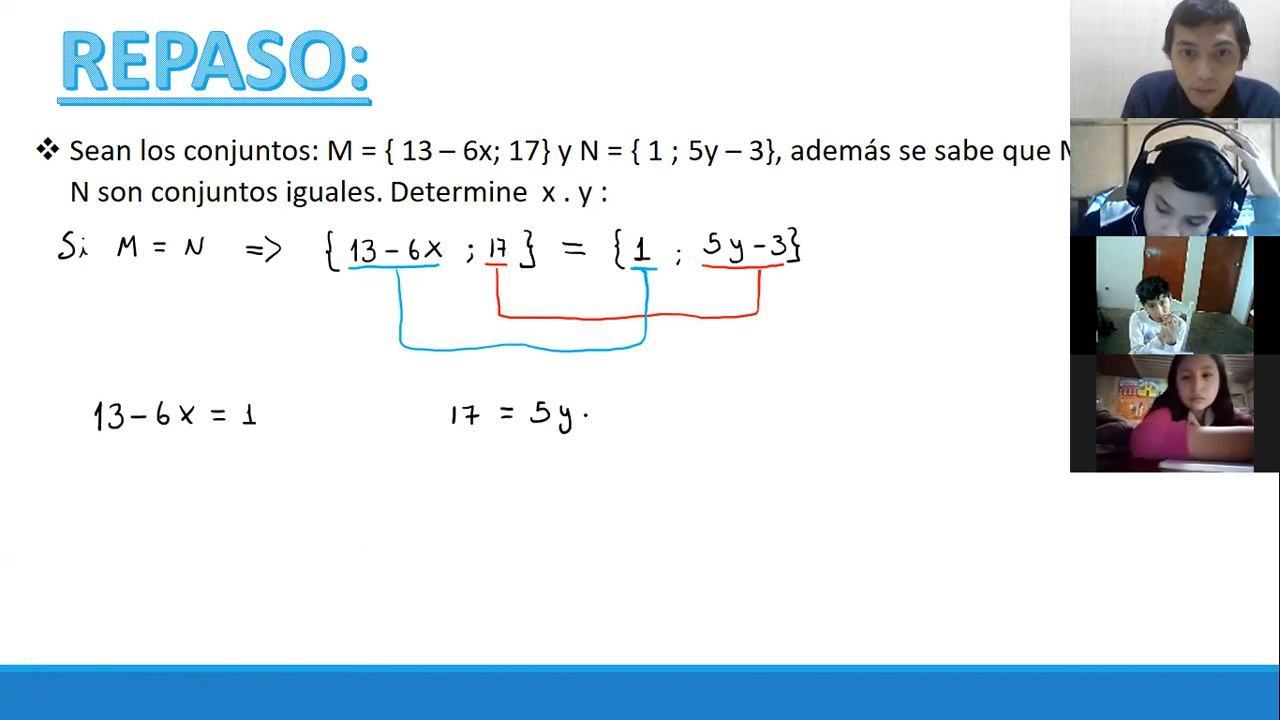 REPASO:
❖ Sean los conjuntos: M = { 13 – 6x; 17} y N = { 1 ; 5y – 3}, además se sabe que M
N son conjuntos iguales. Determine x . y :
Si M = N => { 13 - 6x ; 17 } = { 1 ; 5y - 3}
13 - 6x = 1 17 = 5y ·